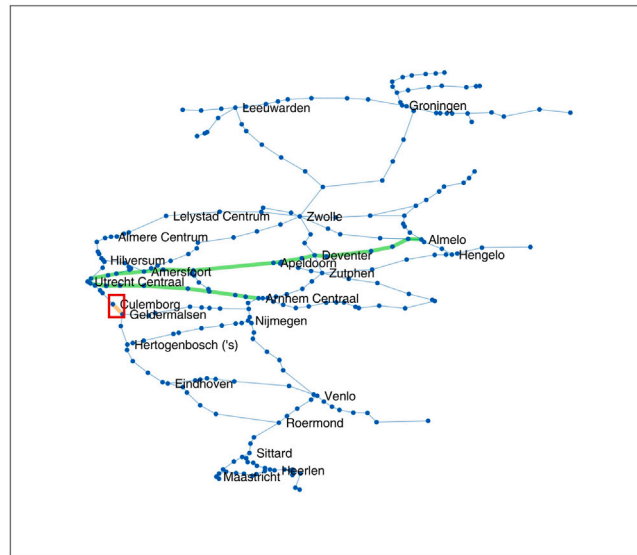 Leeuwarden
Groningen
Lelystad Centrum
Zwolle
Almere Centrum
Almelo
Hilversum
Deventer
Hengelo
Apeldoorn
Amersfoort
Zutphen
Utrecht Centraal
Arnhem Centraal
Culemborg
Geldermalsen
Nijmegen
Hertogenbosch ('s)
Eindhoven
Venlo
Roermond
Sittard
Heerlen
Maastricht